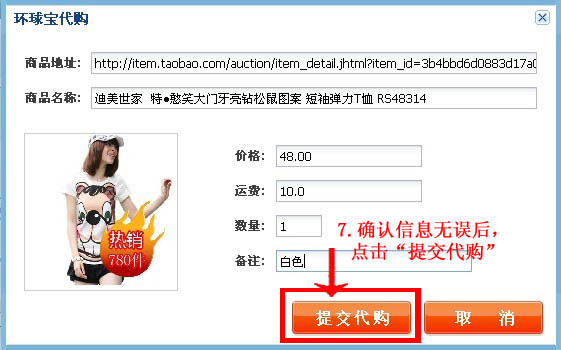 环球宝代购
商品地址: http://item.taobao.com/auction/item_detail.jhtml?item_id=3b4bbd6d0883d17a0
商品名称: 迪美世家 特●憨笑大门牙亮钻松鼠图案 短袖弹力T恤 RS48314
价格: 48.00
运费: 10.0
数量: 1
备注: 白色
热销
780件
7.确认信息无误后，
点击“提交代购”
提交代购
取 消